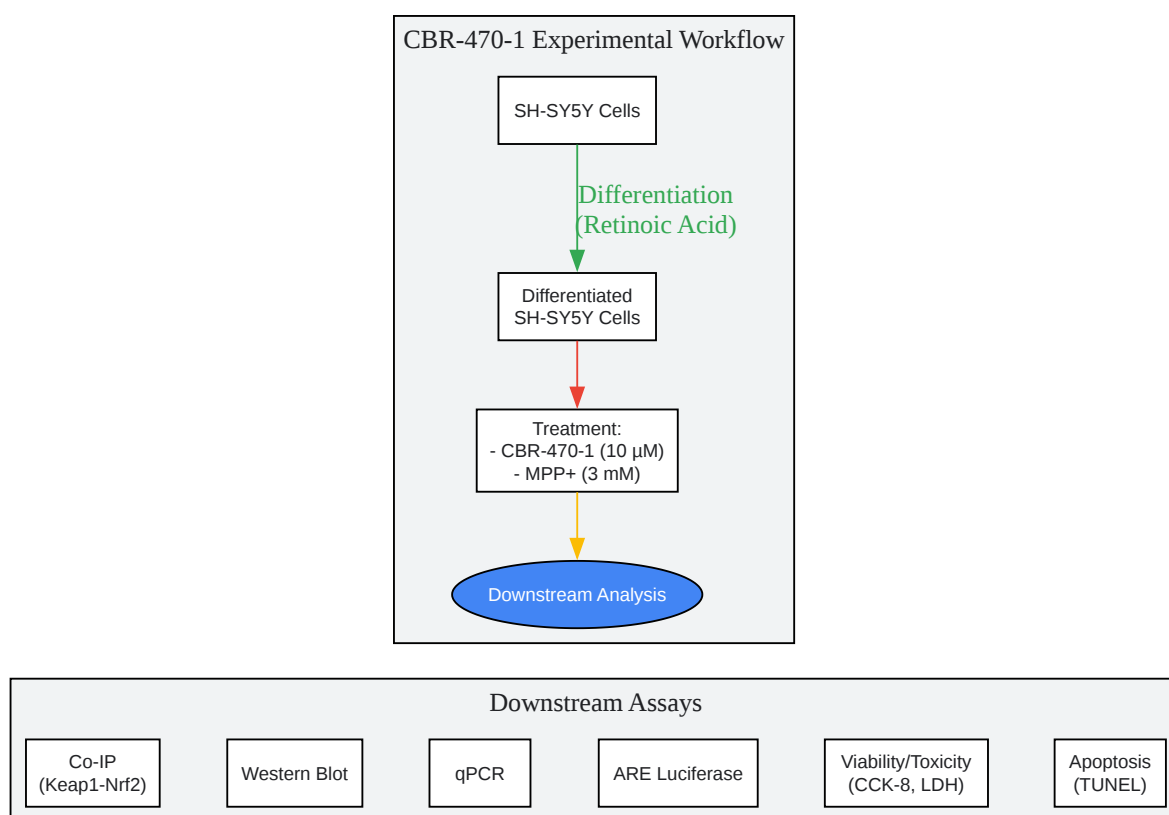 CBR-470-1 Experimental Workflow
SH-SY5Y Cells
Differentiation
(Retinoic Acid)
Differentiated
SH-SY5Y Cells
Treatment:
- CBR-470-1 (10 µM)
- MPP+ (3 mM)
Downstream Analysis
Downstream Assays
Co-IP
(Keap1-Nrf2)
Western Blot
qPCR
ARE Luciferase
Viability/Toxicity
(CCK-8, LDH)
Apoptosis
(TUNEL)